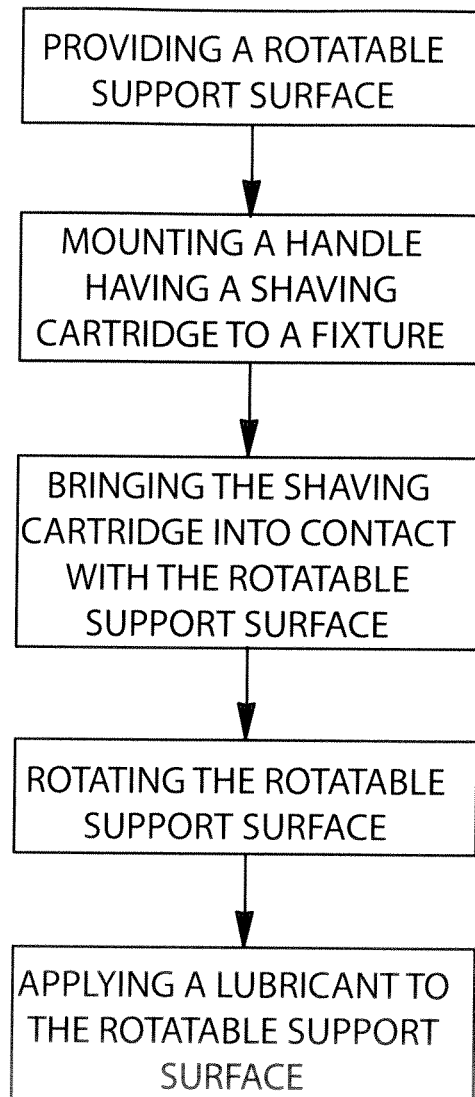 PROVIDING A ROTATABLE
SUPPORT SURFACE
MOUNTING A HANDLE
HAVING A SHAVING
CARTRIDGE TO A FIXTURE
BRINGING THE SHAVING
CARTRIDGE INTO CONTACT
WITH THE ROTATABLE
SUPPORT SURFACE
ROTATING THE ROTATABLE
SUPPORT SURFACE
APPLYING A LUBRICANT TO
THE ROTATABLE SUPPORT
SURFACE